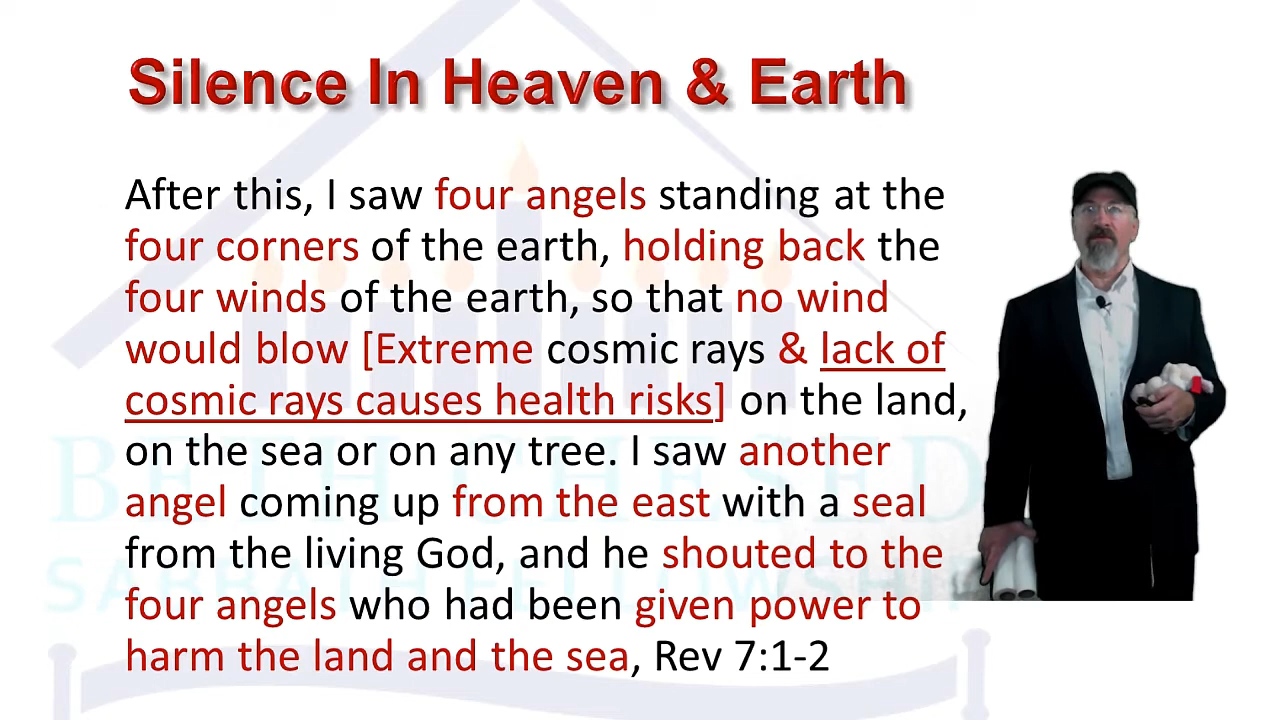 Silence In Heaven & Earth
After this, I saw four angels standing at the
four corners of the earth, holding back the
four winds of the earth, so that no wind
would blow [Extreme cosmic rays & lack of
cosmic rays causes health risks] on the land,
on the sea or on any tree. I saw another
angel coming up from the east with a seal
from the living God, and he shouted to the
four angels who had been given power to
harm the land and the sea, Rev 7:1-2
BETH CHESED
SABBATH FELLOWSHIP